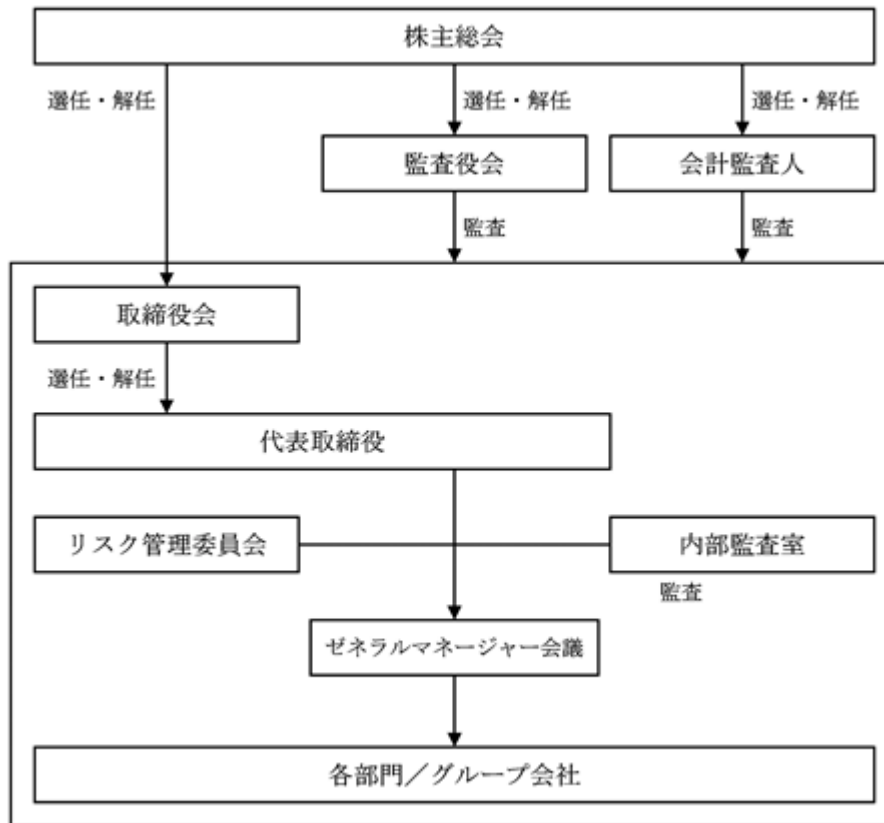 株主総会
選任・解任
選任・解任
選任・解任
監査役会
会計監査人
監査
監査
取締役会
選任・解任
代表取締役
リスク管理委員会
内部監査室
監査
ゼネラルマネージャー会議
各部門／グループ会社